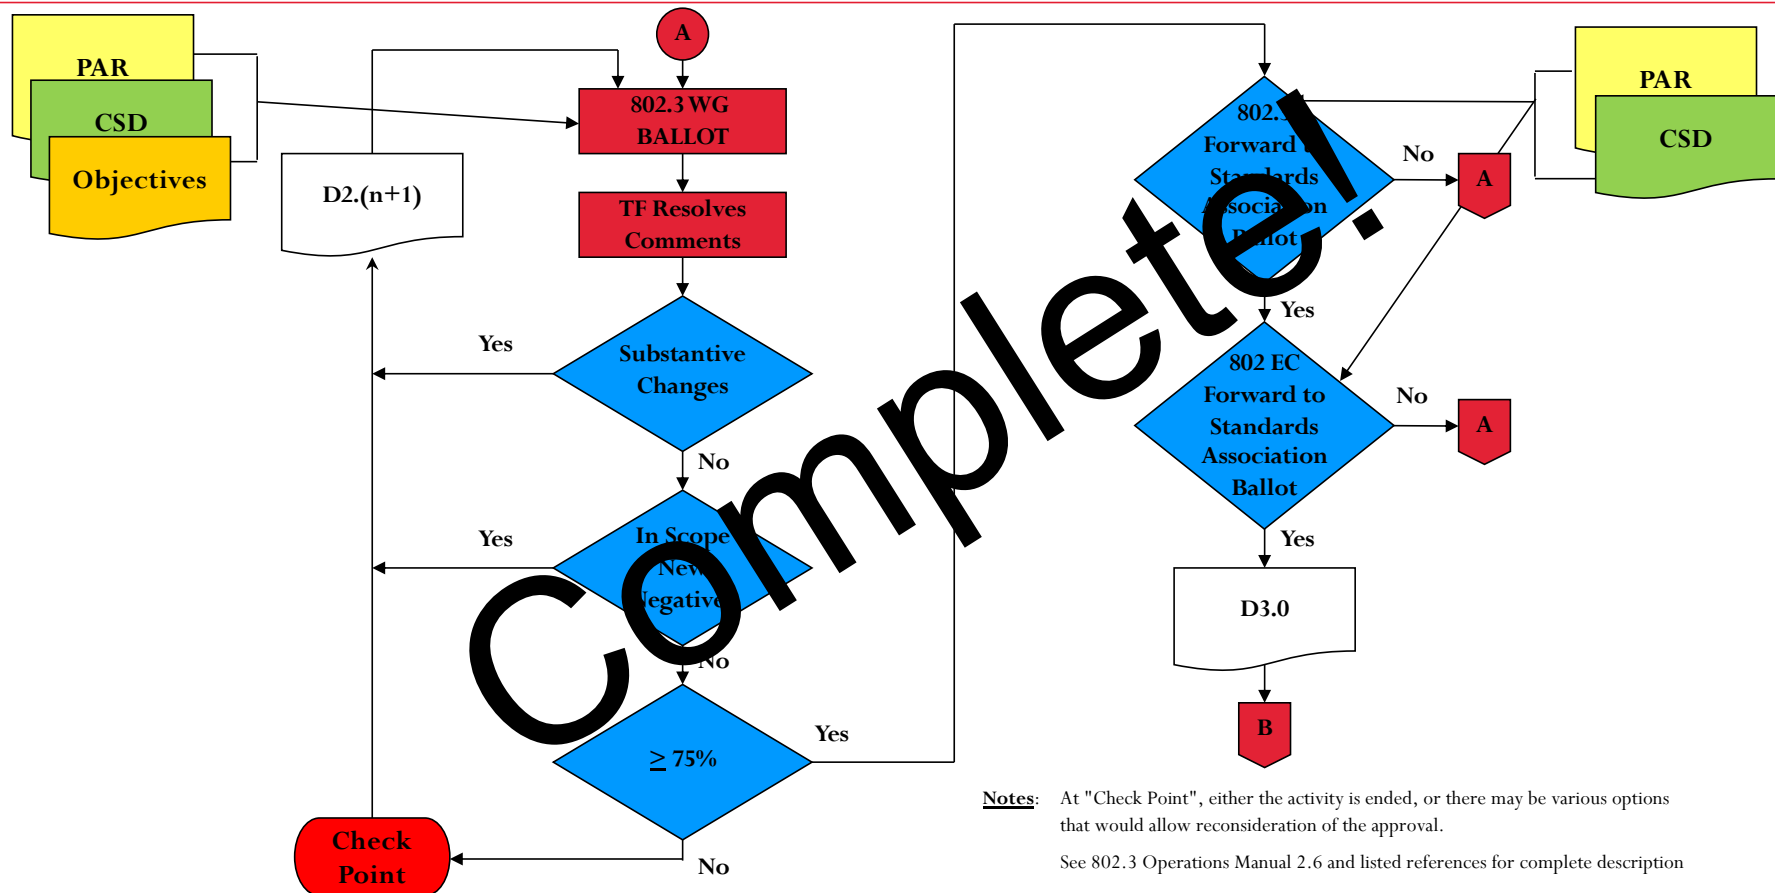 PAR
CSD
Objectives
D2.(n+1)
A
802.3 WG
BALLOT
TF Resolves
Comments
Yes
Substantive
Changes
No
Yes
In Scope
New
No
≥ 75%
Yes
No
Check
Point
Forward
Standards
Association
Ballot
No
A
Yes
PAR
CSD
802 EC
Forward to
Standards
Association
Ballot
No
A
Yes
D3.0
B
Complete!
Notes: At "Check Point", either the activity is ended, or there may be various options
that would allow reconsideration of the approval.
See 802.3 Operations Manual 2.6 and listed references for complete description